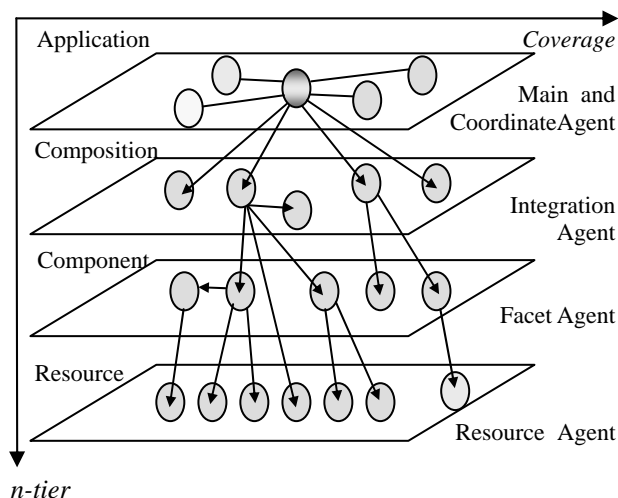 Application
Coverage
Main and
CoordinateAgent
Composition
Integration
Agent
Component
Facet Agent
Resource
Resource Agent
n-tier